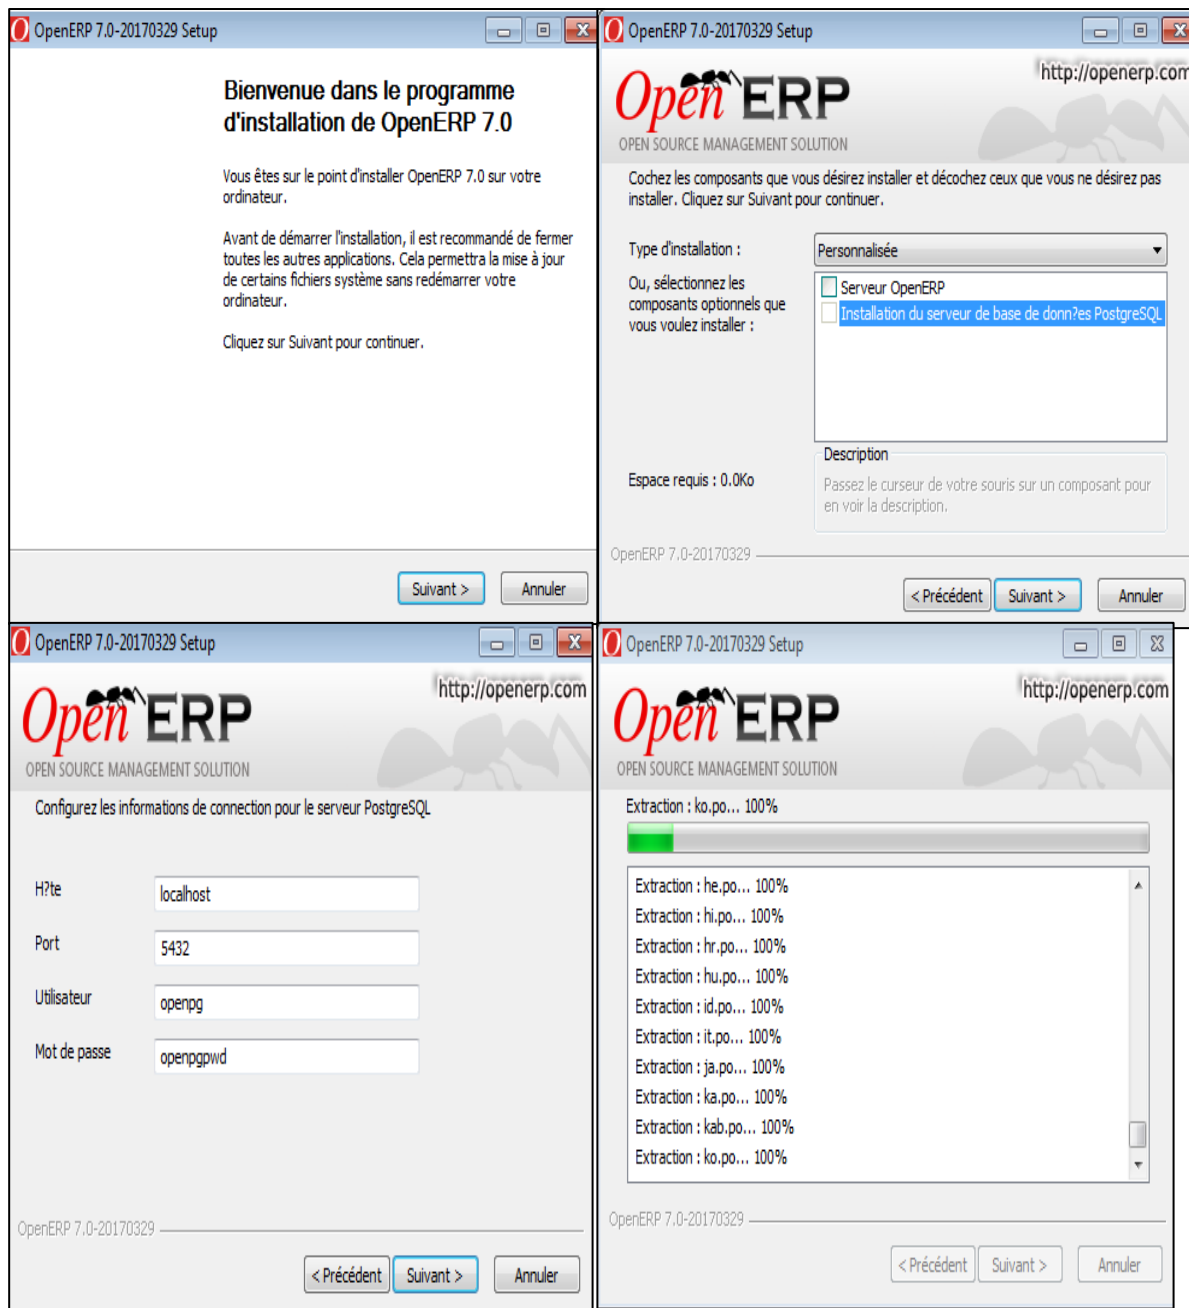 OpenERP 7.0-20170329 Setup
Bienvenue dans le programme
d'installation de OpenERP 7.0
Vous êtes sur le point d'installer OpenERP 7.0 sur votre
ordinateur.
Avant de démarrer l'installation, il est recommandé de fermer
toutes les autres applications. Cela permettra la mise à jour
de certains fichiers système sans redémarrer votre
ordinateur.
Cliquez sur Suivant pour continuer.
Suivant >
Annuler
OpenERP 7.0-20170329 Setup
http://openerp.com
Open ERP
OPEN SOURCE MANAGEMENT SOLUTION
Cochez les composants que vous désirez installer et décochez ceux que vous ne désirez pas
installer. Cliquez sur Suivant pour continuer.
Type d'installation :
Personnalisée
Ou, sélectionnez les
composants optionnels que
vous voulez installer :
Serveur OpenERP
Installation du serveur de base de donn?es PostgreSQL
Espace requis : 0.0Ko
Description
Passez le curseur de votre souris sur un composant pour
en voir la description.
OpenERP 7.0-20170329
< Précédent
Suivant >
Annuler
OpenERP 7.0-20170329 Setup
http://openerp.com
Open ERP
OPEN SOURCE MANAGEMENT SOLUTION
Configurez les informations de connection pour le serveur PostgreSQL
H?te
localhost
Port
5432
Utilisateur
openpg
Mot de passe
openpgpwd
OpenERP 7.0-20170329
< Précédent
Suivant >
Annuler
OpenERP 7.0-20170329 Setup
http://openerp.com
Open ERP
OPEN SOURCE MANAGEMENT SOLUTION
Extraction : ko.po... 100%
Extraction : he.po... 100%
Extraction : hi.po... 100%
Extraction : hr.po... 100%
Extraction : hu.po... 100%
Extraction : id.po... 100%
Extraction : it.po... 100%
Extraction : ja.po... 100%
Extraction : ka.po... 100%
Extraction : kab.po... 100%
Extraction : ko.po... 100%
OpenERP 7.0-20170329
< Précédent
Suivant >
Annuler